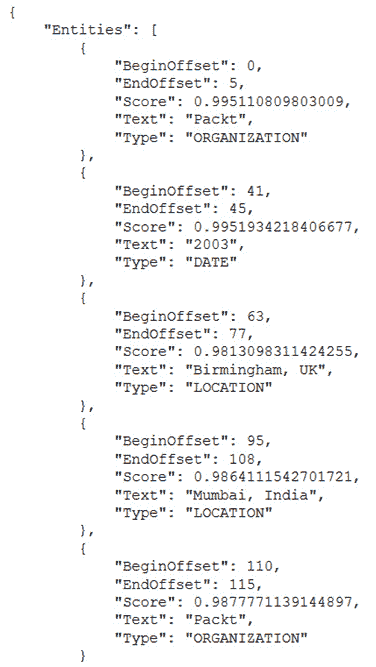 {
"Entities": [
{
"BeginOffset": 0,
"EndOffset": 5,
"Score": 0.995110809803009,
"Text": "Packt",
"Type": "ORGANIZATION"
},
{
"BeginOffset": 41,
"EndOffset": 45,
"Score": 0.9951934218406677,
"Text": "2003",
"Type": "DATE"
},
{
"BeginOffset": 63,
"EndOffset": 77,
"Score": 0.9813098311424255,
"Text": "Birmingham, UK",
"Type": "LOCATION"
},
{
"BeginOffset": 95,
"EndOffset": 108,
"Score": 0.9864111542701721,
"Text": "Mumbai, India",
"Type": "LOCATION"
},
{
"BeginOffset": 110,
"EndOffset": 115,
"Score": 0.9877771139144897,
"Text": "Packt",
"Type": "ORGANIZATION"
}